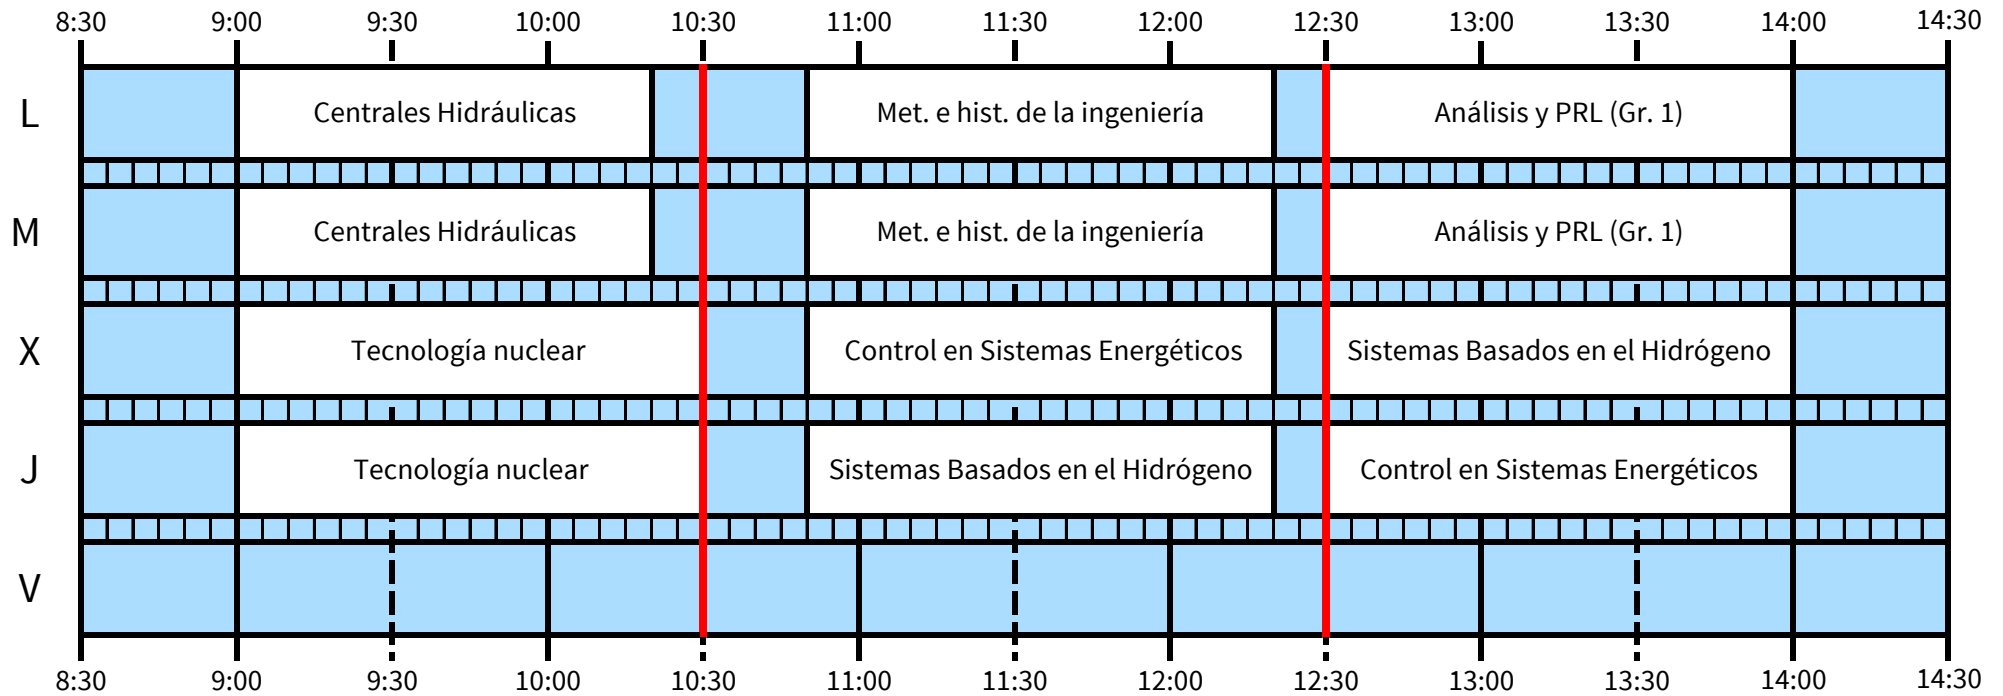 8:30 9:00 9:30 10:00 10:30 11:00 11:30 12:00 12:30 13:00 13:30 14:00 14:30
L Centrales Hidráulicas Met. e hist. de la ingeniería Análisis y PRL (Gr. 1)
M Centrales Hidráulicas Met. e hist. de la ingeniería Análisis y PRL (Gr. 1)
X Tecnología nuclear Control en Sistemas Energéticos Sistemas Basados en el Hidrógeno
J Tecnología nuclear Sistemas Basados en el Hidrógeno Control en Sistemas Energéticos
V
8:30 9:00 9:30 10:00 10:30 11:00 11:30 12:00 12:30 13:00 13:30 14:00 14:30